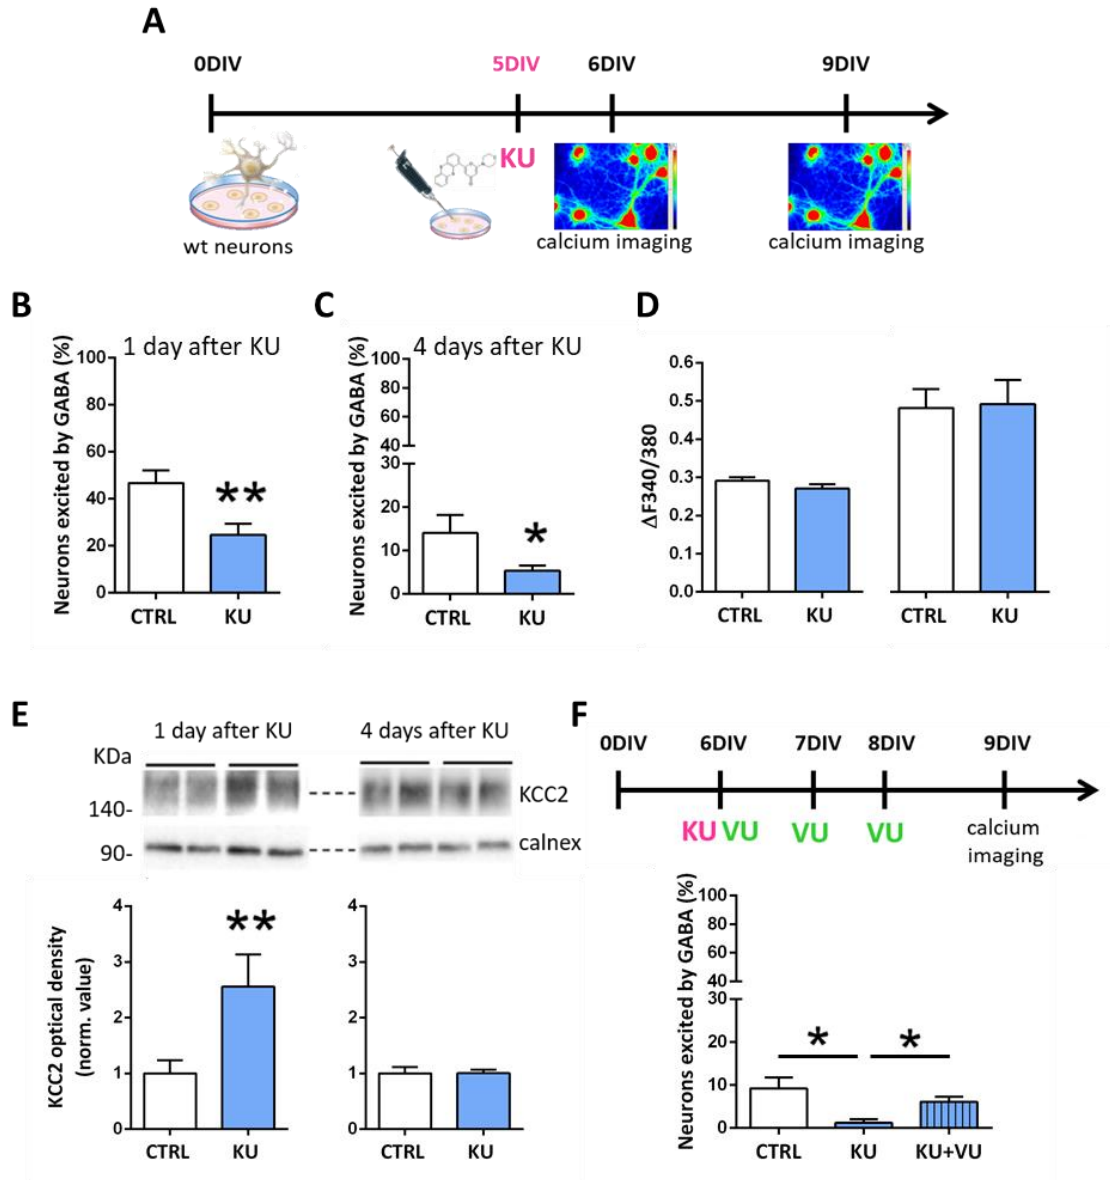 A
0DIV
5DIV
6DIV
9DIV
KU
wt neurons
calcium imaging
calcium imaging
B
1 day after KU
Neurons excited by GABA (%)
100
80
60
40
20
0
**
CTRL
KU
C
4 days after KU
Neurons excited by GABA (%)
100
80
60
40
30
20
10
0
*
CTRL
KU
D
ΔF340/380
0.6
0.5
0.4
0.3
0.2
0.1
0.0
CTRL
KU
CTRL
KU
E
1 day after KU
4 days after KU
KDa
140-
KCC2
90-
calnex
KCC2 optical density
(norm. value)
4
3
2
1
0
**
CTRL
KU
4
3
2
1
0
CTRL
KU
F
0DIV
6DIV
7DIV
8DIV
9DIV
KU VU
VU
VU
calcium
imaging
Neurons excited by GABA (%)
100
80
60
40
30
20
10
0
*
*
CTRL
KU
KU+VU